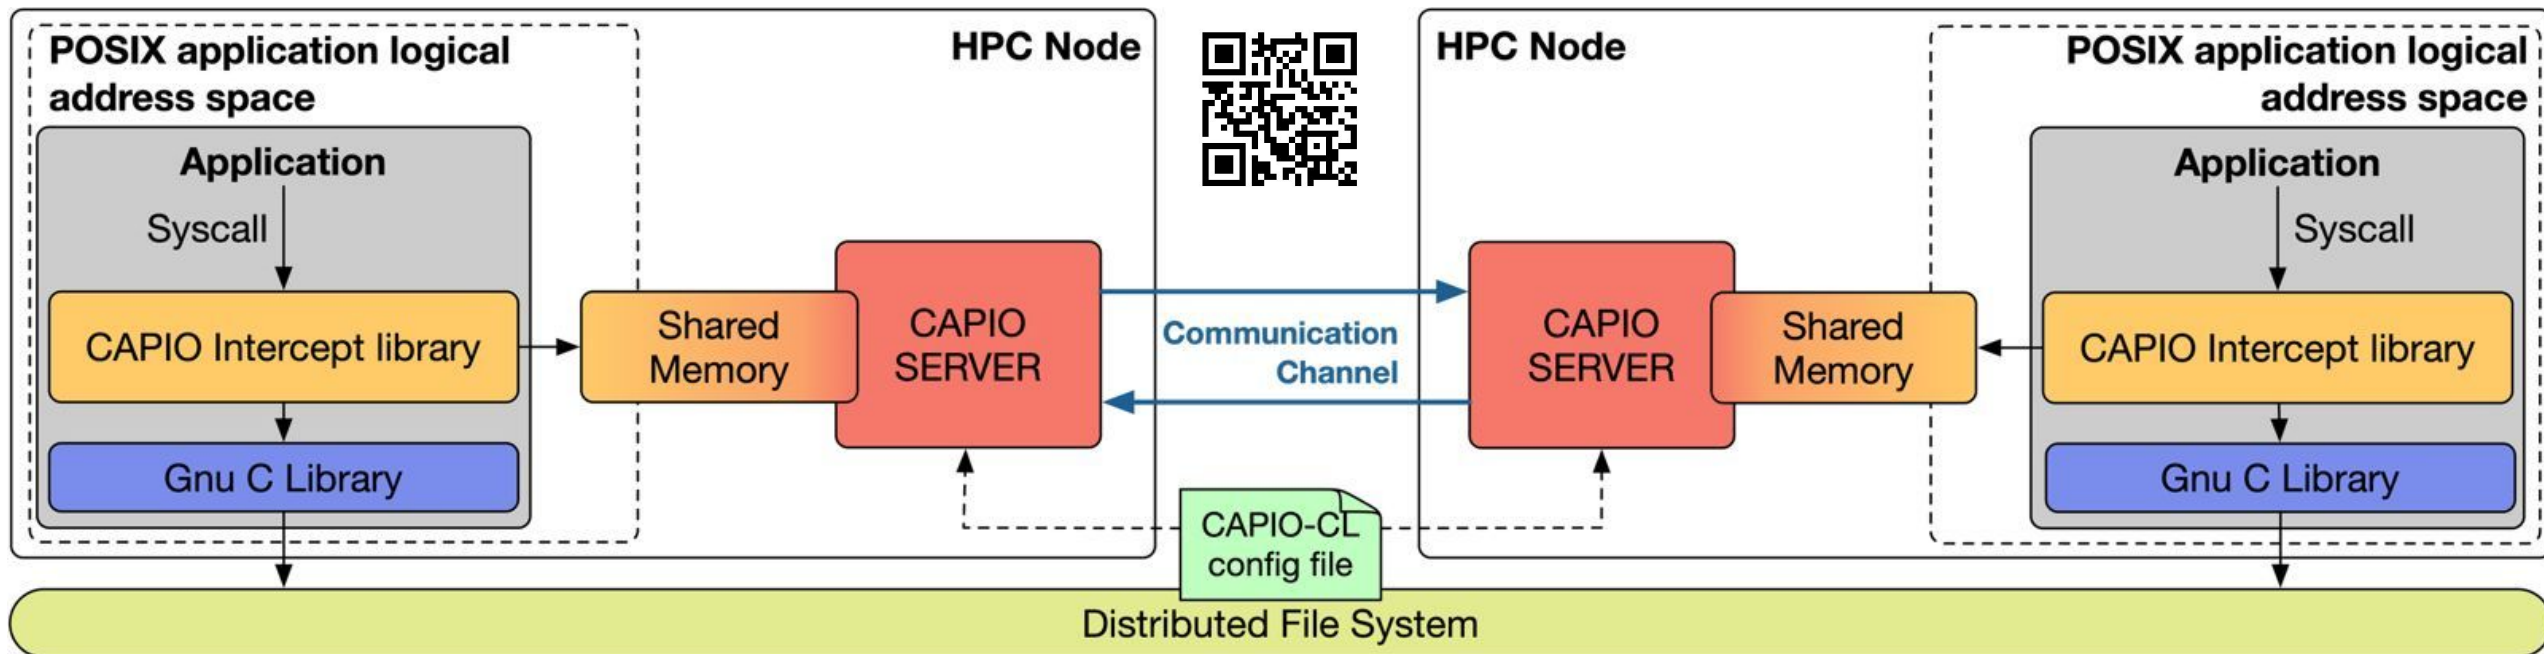 POSIX application logical
address space
HPC Node
Application
Syscall
CAPIO Intercept library
Gnu C Library
Shared
Memory
CAPIO
SERVER
Communication
Channel
HPC Node
POSIX application logical
address space
CAPIO
SERVER
Shared
Memory
Application
Syscall
CAPIO Intercept library
Gnu C Library
CAPIO-CL
config file
Distributed File System